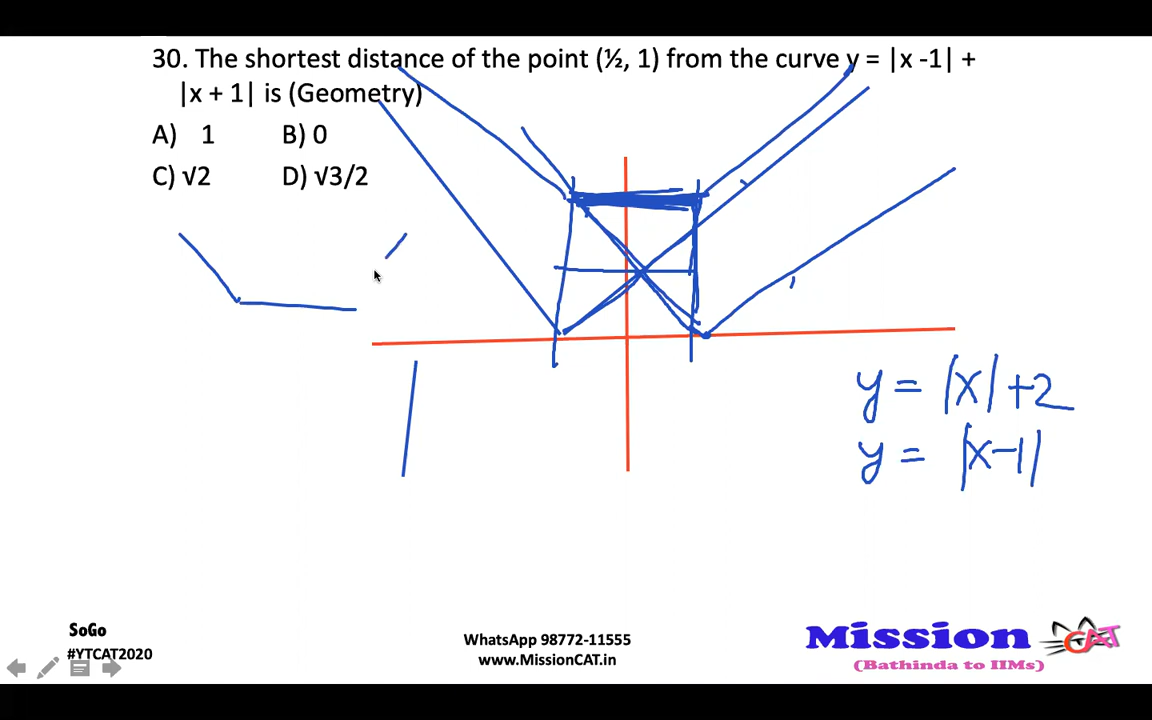 30. The shortest distance of the point (½, 1) from the curve y = |x -1| +
|x + 1| is (Geometry)
A) 1 B) 0
C) √2 D) √3/2
y = |x| +2
y = |x-1|
SoGo
#YTCAT2020
WhatsApp 98772-11555
www.MissionCAT.in
Mission CAT
(Bathinda to IIMs)